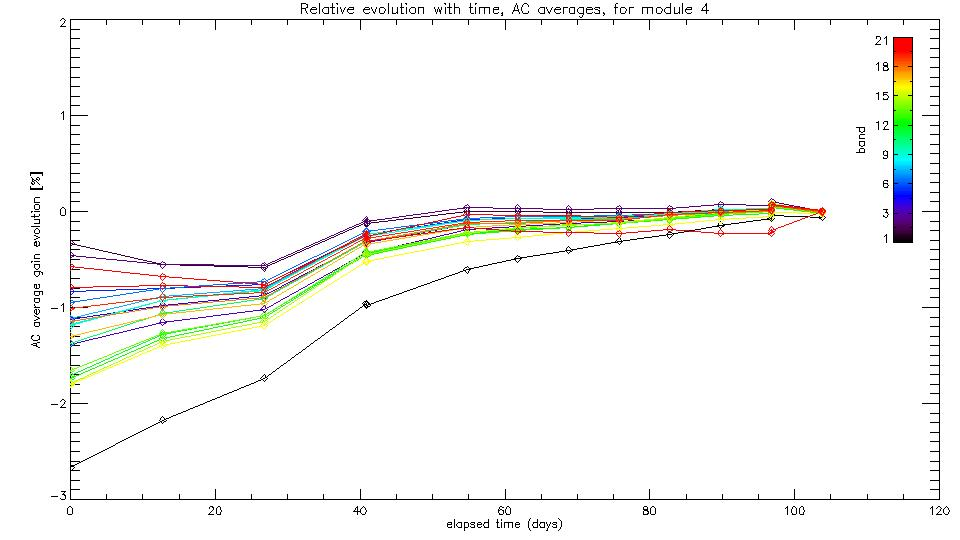 Relative evolution with time, AC averages, for module 4
2
1
0
-1
-2
-3
AC average gain evolution [%]
0 20 40 60 80 100 120
elapsed time (days)
band
21
18
15
12
9
6
3
1